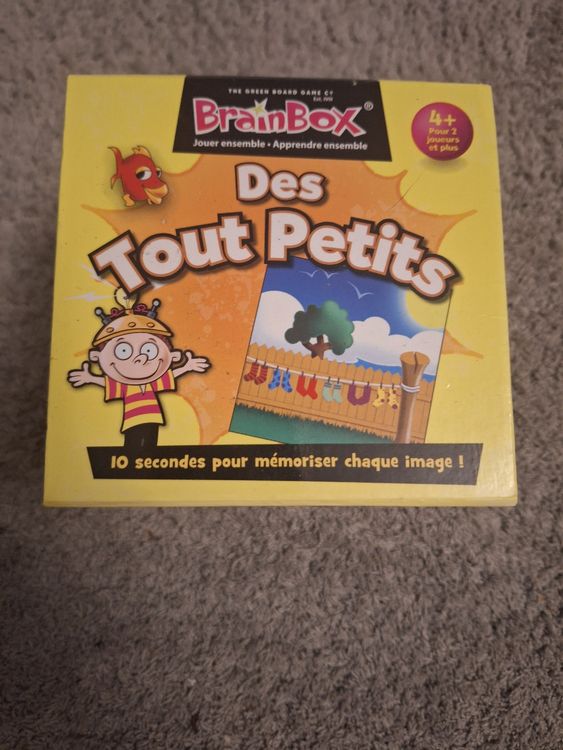 THE GREEN BOARD GAME Cº
Est. 1991
BrainBox®
Jouer ensemble • Apprendre ensemble
4+
Pour 2
joueurs
et plus
Des
Tout Petits
10 secondes pour mémoriser chaque image !